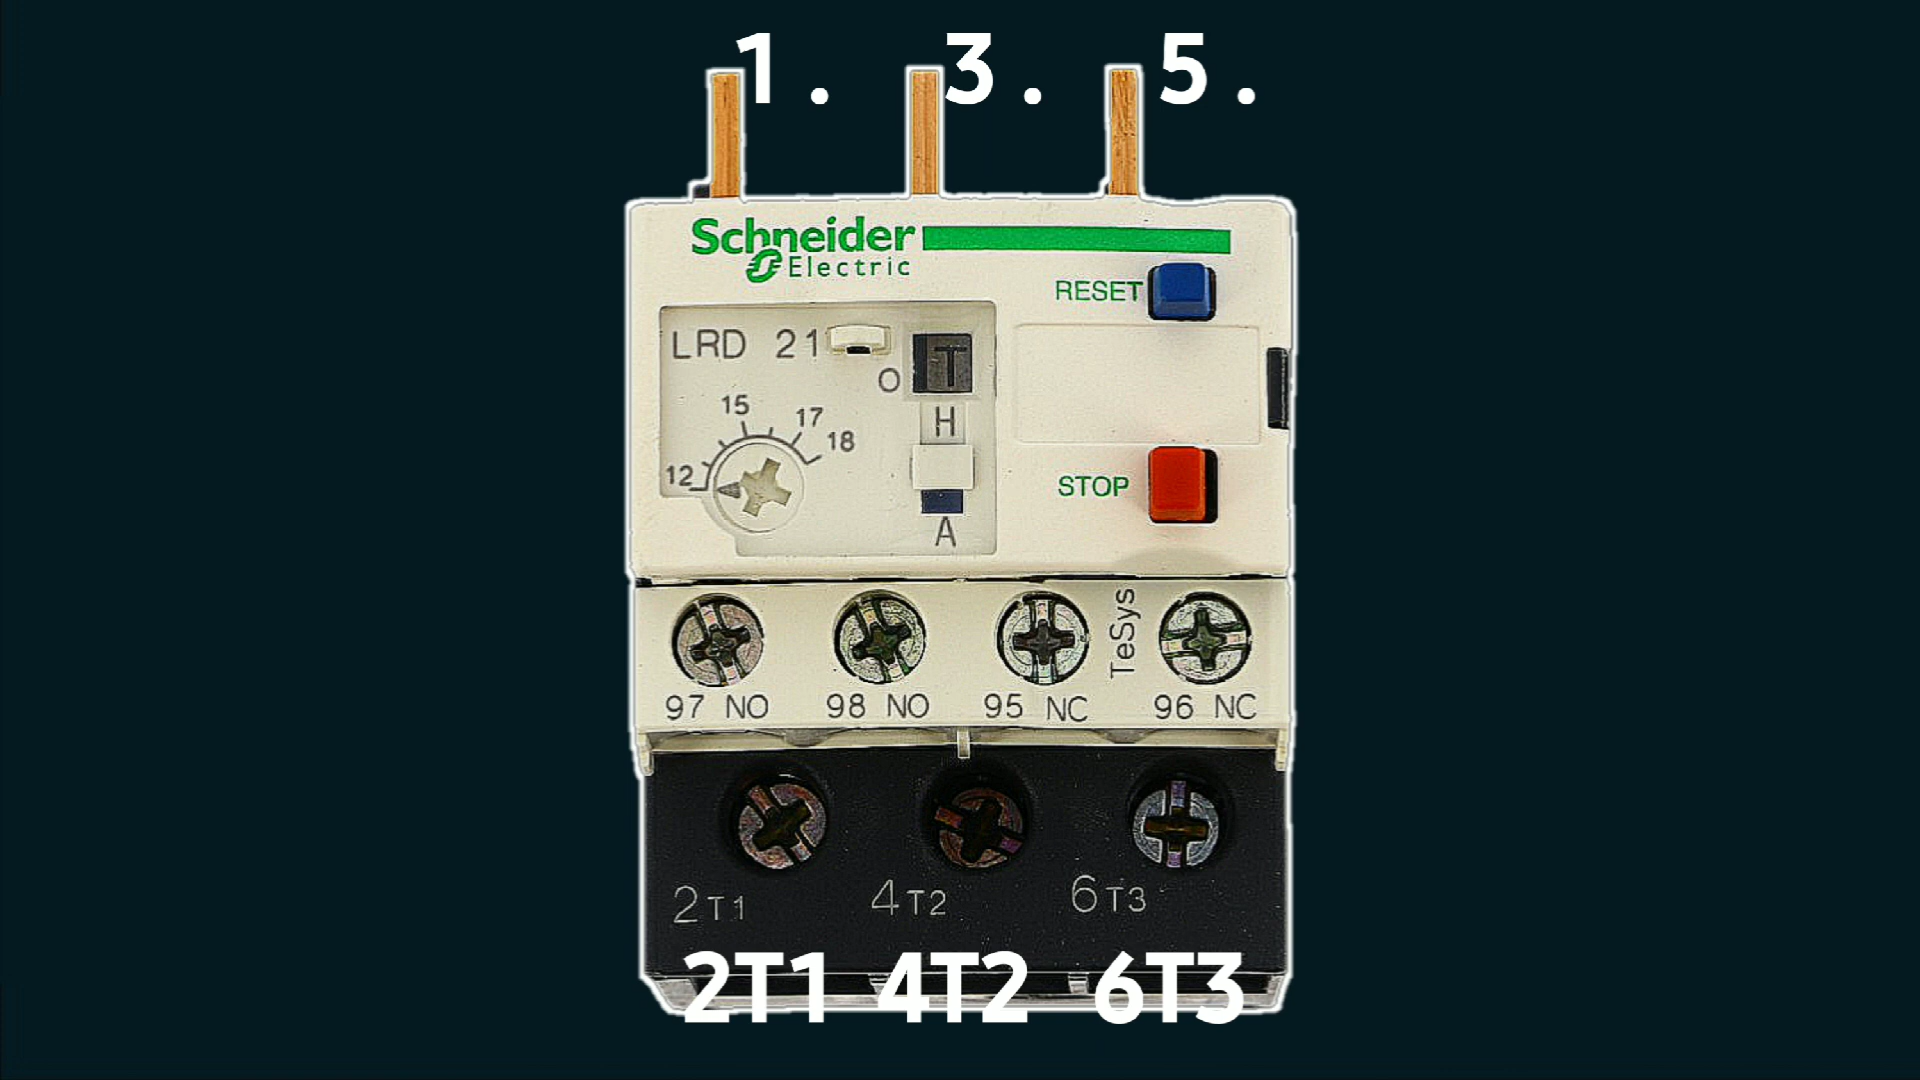 1. 3. 5.
Schneider
Electric
RESET
LRD 21
T
O
H
15
17
18
12
STOP
A
TeSys
97 NO 98 NO 95 NC 96 NC
2T1 4T2 6T3
2T1 4T2 6T3